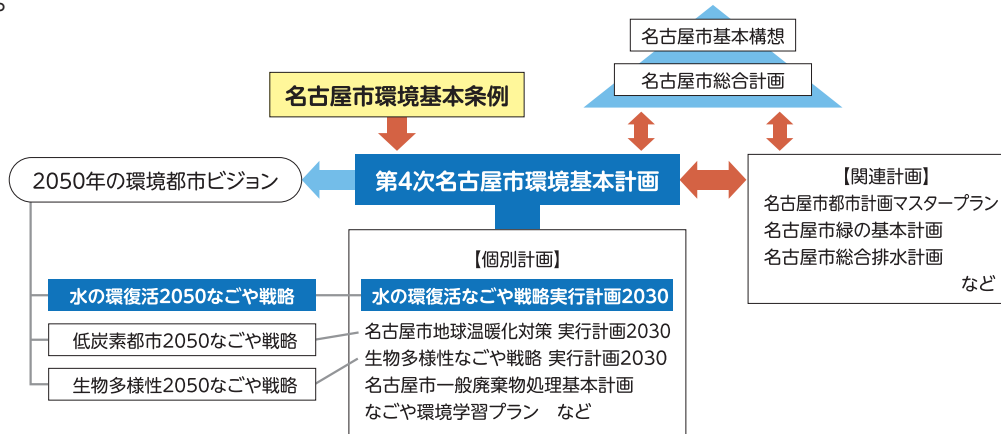 。
名古屋市基本構想
名古屋市総合計画
名古屋市環境基本条例
2050年の環境都市ビジョン
第4次名古屋市環境基本計画
【関連計画】
名古屋市都市計画マスタープラン
名古屋市緑の基本計画
名古屋市総合排水計画
など
【個別計画】
水の環復活2050なごや戦略
水の環復活なごや戦略実行計画2030
低炭素都市2050なごや戦略
名古屋市地球温暖化対策 実行計画2030
生物多様性2050なごや戦略
生物多様性なごや戦略 実行計画2030
名古屋市一般廃棄物処理基本計画
なごや環境学習プラン など